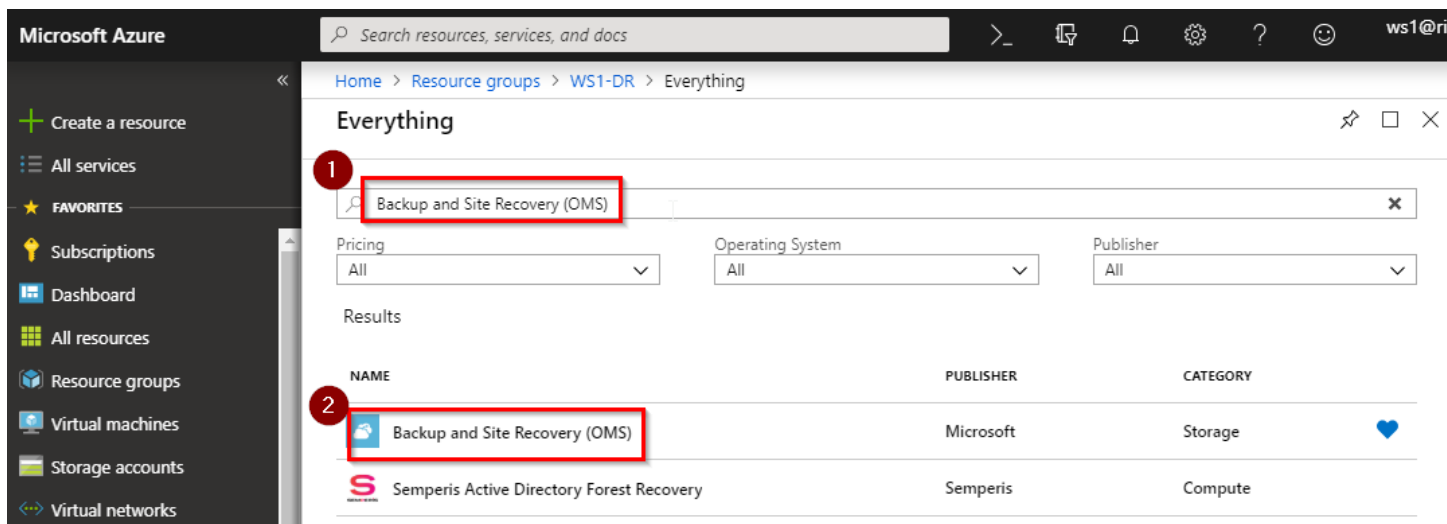 Microsoft Azure
Search resources, services, and docs
>_
?
ws1@ri
«
Home > Resource groups > WS1-DR > Everything
Create a resource
All services
FAVORITES
Subscriptions
Dashboard
All resources
Resource groups
Virtual machines
Storage accounts
Virtual networks
Everything
1
Backup and Site Recovery (OMS)
Pricing Operating System Publisher
All All All
Results
NAME PUBLISHER CATEGORY
2
Backup and Site Recovery (OMS) Microsoft Storage
S Semperis Active Directory Forest Recovery Semperis Compute